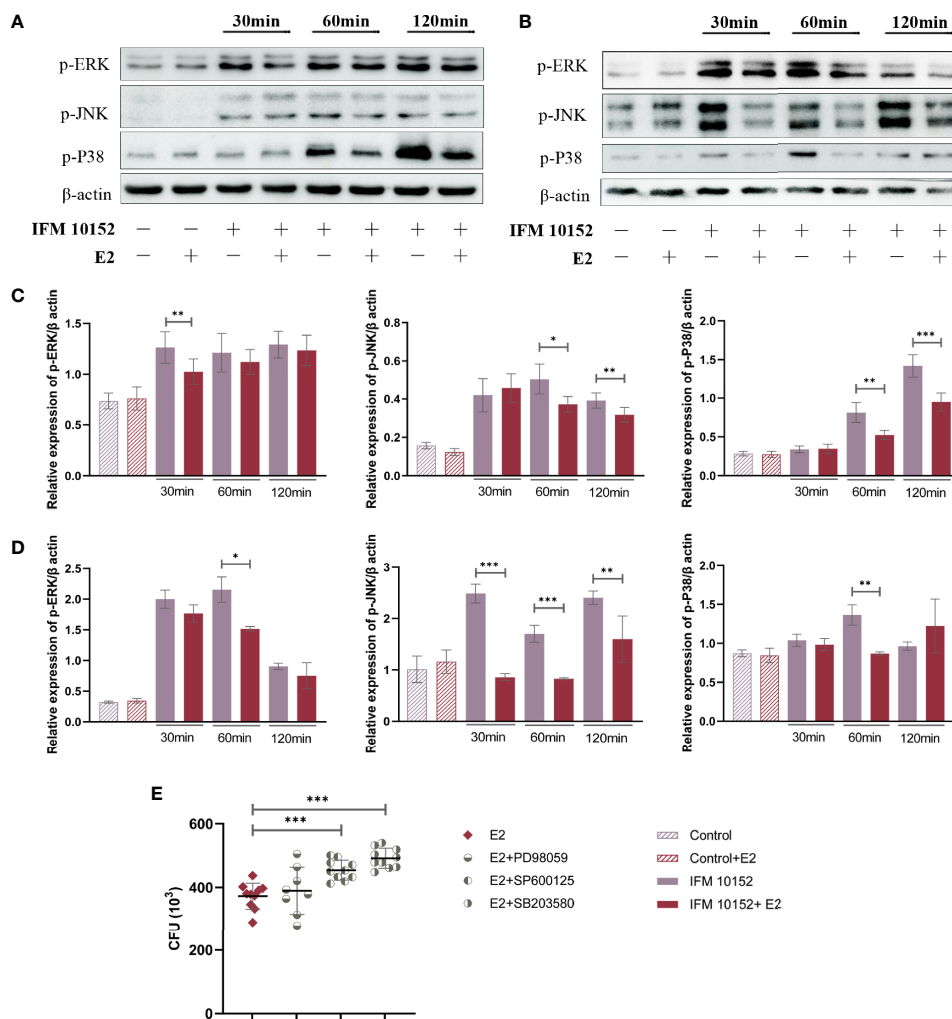 A
30min 60min 120min
p-ERK
p-JNK
p-P38
β-actin
IFM 10152 – – + + + + + +
E2 – + – + – + – +
B
30min 60min 120min
p-ERK
p-JNK
p-P38
β-actin
IFM 10152 – – + + + + + +
E2 – + – + – + – +
C
Relative expression of p-ERK/β actin
1.5
1.0
0.5
0.0
**
30min 60min 120min
Relative expression of p-JNK/β actin
0.8
0.6
0.4
0.2
0.0
* **
30min 60min 120min
Relative expression of p-P38/β actin
2.0
1.5
1.0
0.5
0.0
** ***
30min 60min 120min
D
Relative expression of p-ERK/β actin
2.5
2.0
1.5
1.0
0.5
0.0
*
30min 60min 120min
Relative expression of p-JNK/β actin
3
2
1
0
*** *** **
30min 60min 120min
Relative expression of p-P38/β actin
2.0
1.5
1.0
0.5
0.0
**
30min 60min 120min
E
CFU (10³)
600
400
200
0
***
***
E2
E2+PD98059
E2+SP600125
E2+SB203580
Control
Control+E2
IFM 10152
IFM 10152+ E2